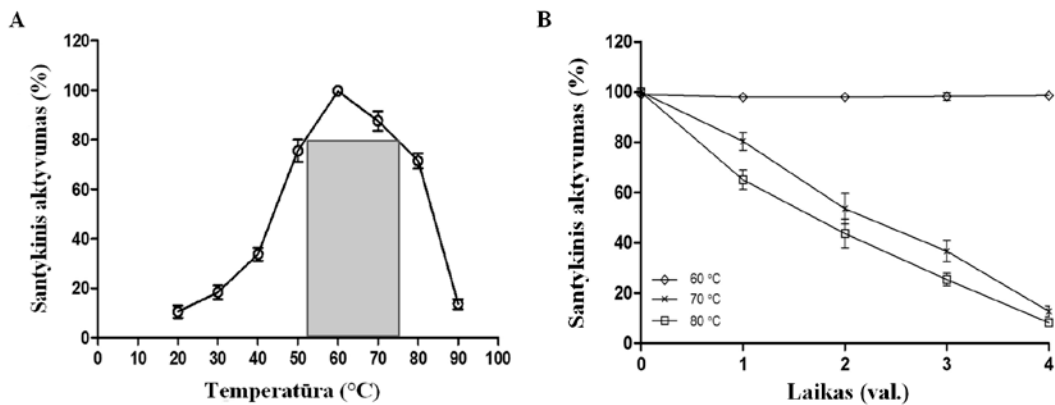 A
Santykinis aktyvumas (%)
120
100
80
60
40
20
0
0 10 20 30 40 50 60 70 80 90 100
Temperatūra (°C)
B
Santykinis aktyvumas (%)
120
100
80
60
40
20
0
60 °C
70 °C
80 °C
0 1 2 3 4
Laikas (val.)